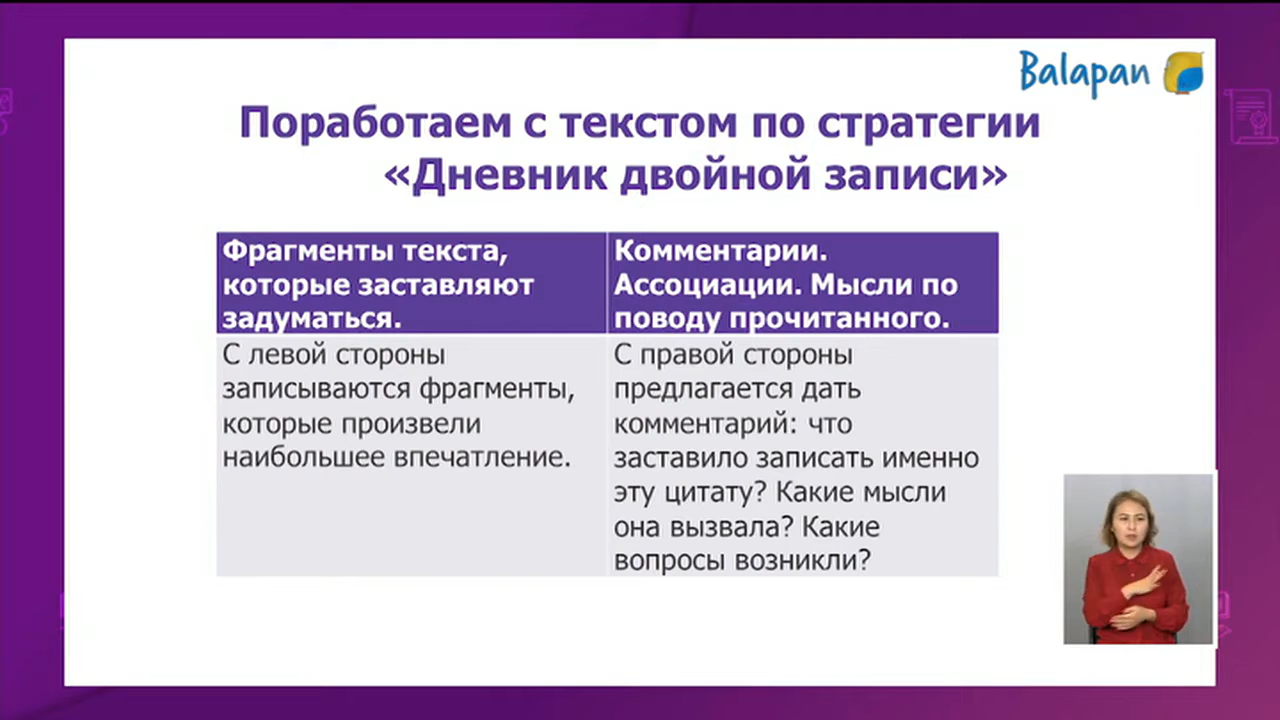 Balapan
Поработаем с текстом по стратегии
«Дневник двойной записи»
Фрагменты текста,
которые заставляют
задуматься.
Комментарии.
Ассоциации. Мысли по
поводу прочитанного.
С левой стороны
записываются фрагменты,
которые произвели
наибольшее впечатление.
С правой стороны
предлагается дать
комментарий: что
заставило записать именно
эту цитату? Какие мысли
она вызвала? Какие
вопросы возникли?